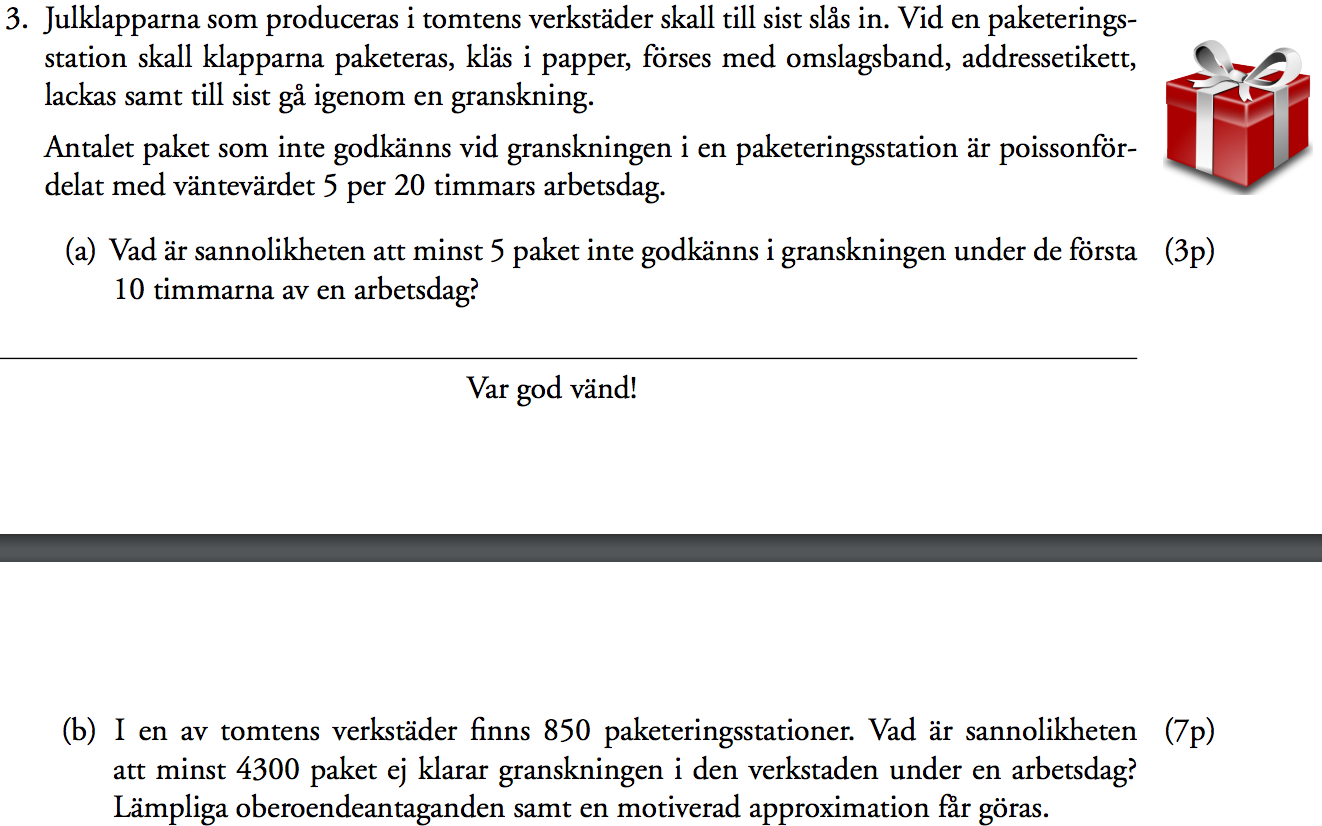 3. Julklapparna som produceras i tomtens verkstäder skall till sist slås in. Vid en paketerings-
station skall klapparna paketeras, kläs i papper, förses med omslagsband, addressetikett,
lackas samt till sist gå igenom en granskning.
Antalet paket som inte godkänns vid granskningen i en paketeringsstation är poissonför-
delat med väntevärdet 5 per 20 timmars arbetsdag.
(a) Vad är sannolikheten att minst 5 paket inte godkänns i granskningen under de första (3p)
10 timmarna av en arbetsdag?
Var god vänd!
(b) I en av tomtens verkstäder finns 850 paketeringsstationer. Vad är sannolikheten (7p)
att minst 4300 paket ej klarar granskningen i den verkstaden under en arbetsdag?
Lämpliga oberoendeantaganden samt en motiverad approximation får göras.